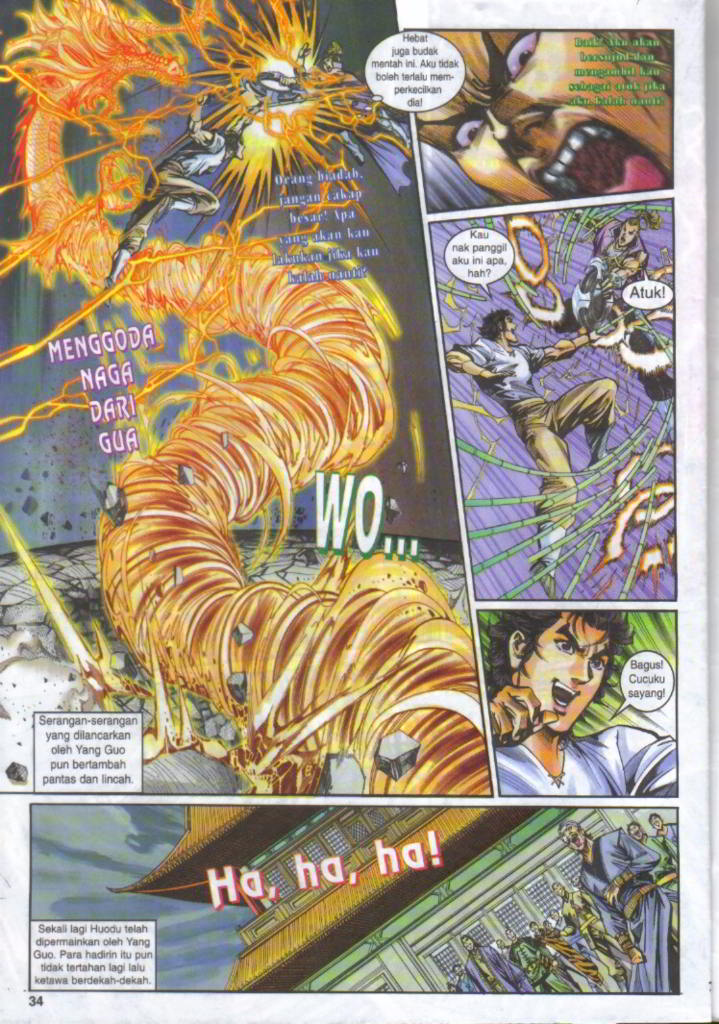 Hebat
juga budak
mentah ini. Aku tidak
boleh terlalu mem-
perkecilkan
dia!
Orang biadab,
jangan cakap
besar! Apa
yang akan kau
lakukan jika kau
kalah nanti?
MENGGODA
NAGA
DARI
GUA
WO...
Serangan-serangan
yang dilancarkan
oleh Yang Guo
pun bertambah
pantas dan lincah.
Baik! Aku akan
bersujud dan
mengambil kau
sebagai atuk jika
aku kalah nanti!
Kau
nak panggil
aku ini apa,
hah?
Atuk!
Bagus!
Cucuku
sayang!
Ha, ha, ha!
Sekali lagi Huodu telah
dipermainkan oleh Yang
Guo. Para hadirin itu pun
tidak tertahan lagi lalu
ketawa berdekah-dekah.
34